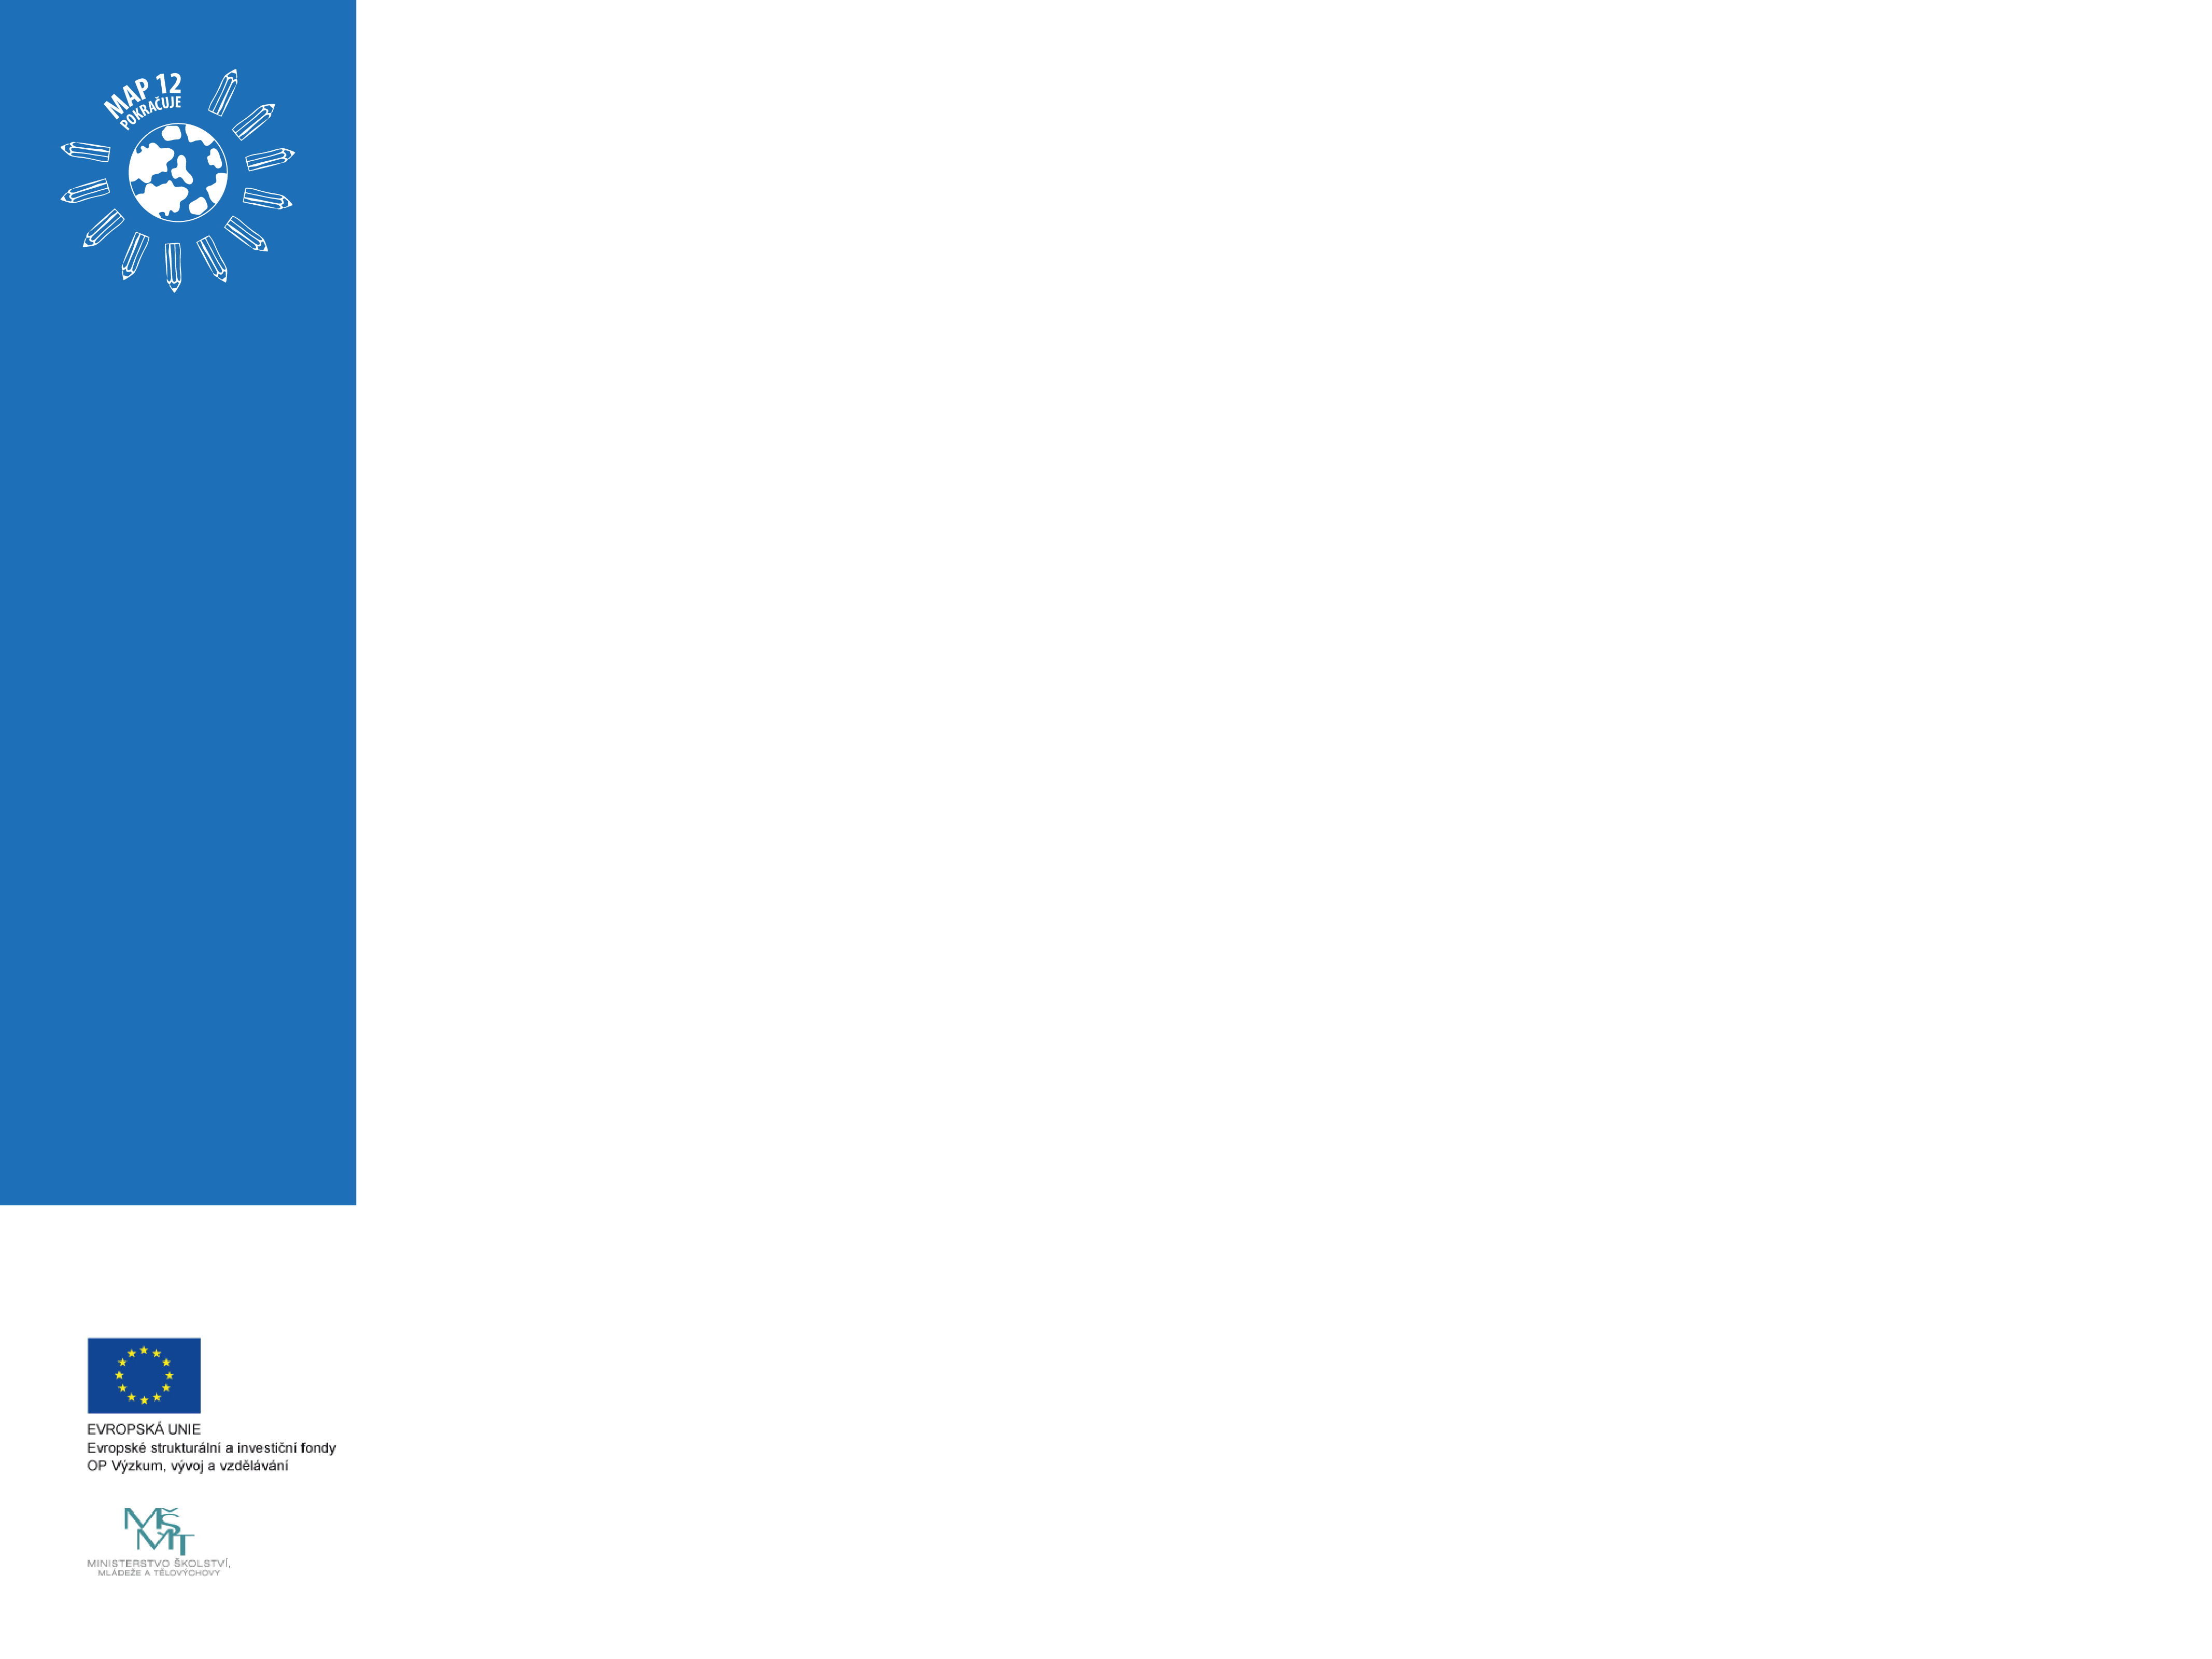 MAP 12
POKRAČUJE
EVROPSKÁ UNIE
Evropské strukturální a investiční fondy
OP Výzkum, vývoj a vzdělávání
MŠMT
MINISTERSTVO ŠKOLSTVÍ,
MLÁDEŽE A TĚLOVÝCHOVY